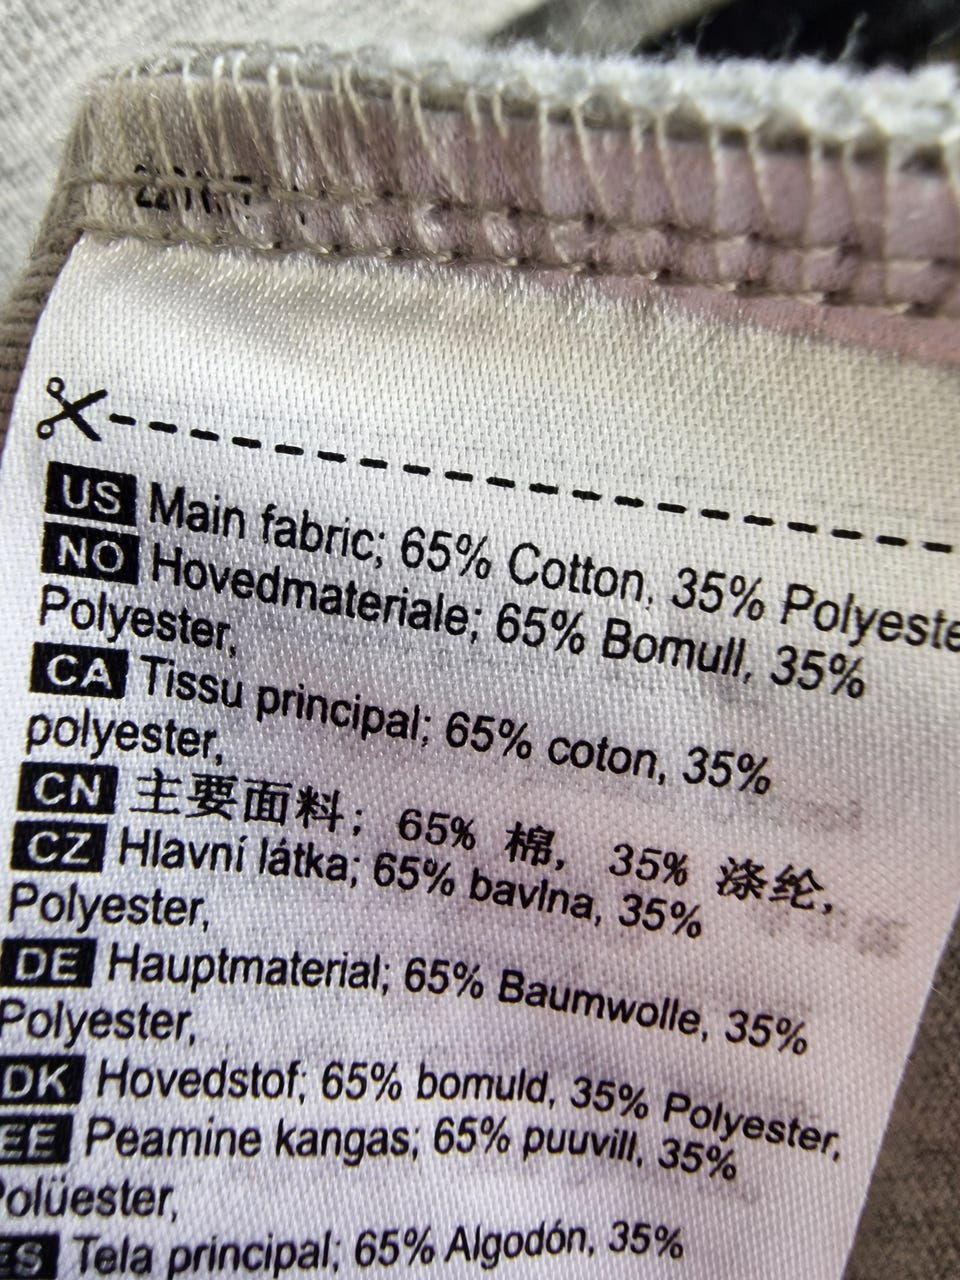 US Main fabric; 65% Cotton, 35% Polyeste
NO Hovedmateriale; 65% Bomull, 35%
Polyester,
CA Tissu principal; 65% coton, 35%
polyester,
CN 主要面料; 65% 棉, 35% 涤纶,
CZ Hlavní látka; 65% bavlna, 35%
Polyester,
DE Hauptmaterial; 65% Baumwolle, 35%
Polyester,
DK Hovedstof; 65% bomuld, 35% Polyester,
EE Peamine kangas; 65% puuvill, 35%
Polüester,
ES Tela principal; 65% Algodón, 35%